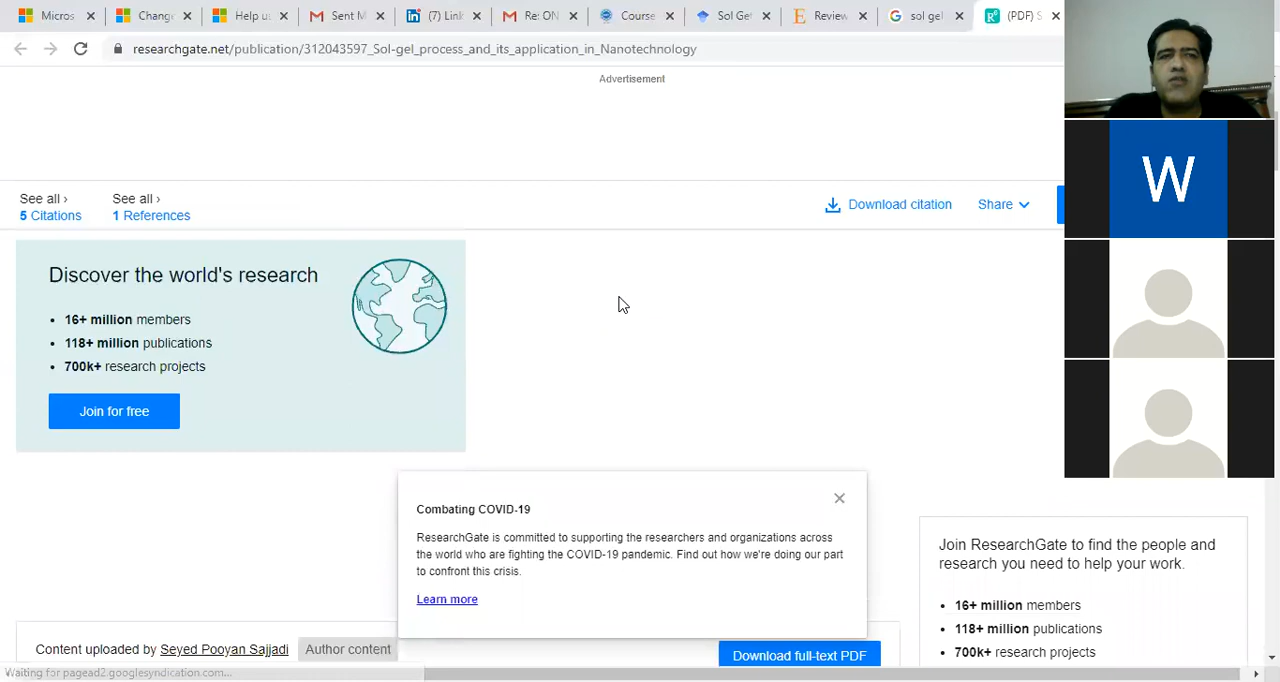 Micros
Change
Help us
Sent M
(7) Link
Re: ON
Course
Sol Gel
Review
sol gel
(PDF) S
researchgate.net/publication/312043597_Sol-gel_process_and_its_application_in_Nanotechnology
Advertisement
See all ›
5 Citations
See all ›
1 References
Download citation
Share
W
Discover the world's research
16+ million members
118+ million publications
700k+ research projects
Join for free
Combating COVID-19
ResearchGate is committed to supporting the researchers and organizations across
the world who are fighting the COVID-19 pandemic. Find out how we're doing our part
to confront this crisis.
Learn more
Join ResearchGate to find the people and
research you need to help your work.
16+ million members
118+ million publications
700k+ research projects
Content uploaded by Seyed Pooyan Sajjadi
Author content
Download full-text PDF
Waiting for pagead2.googlesyndication.com...